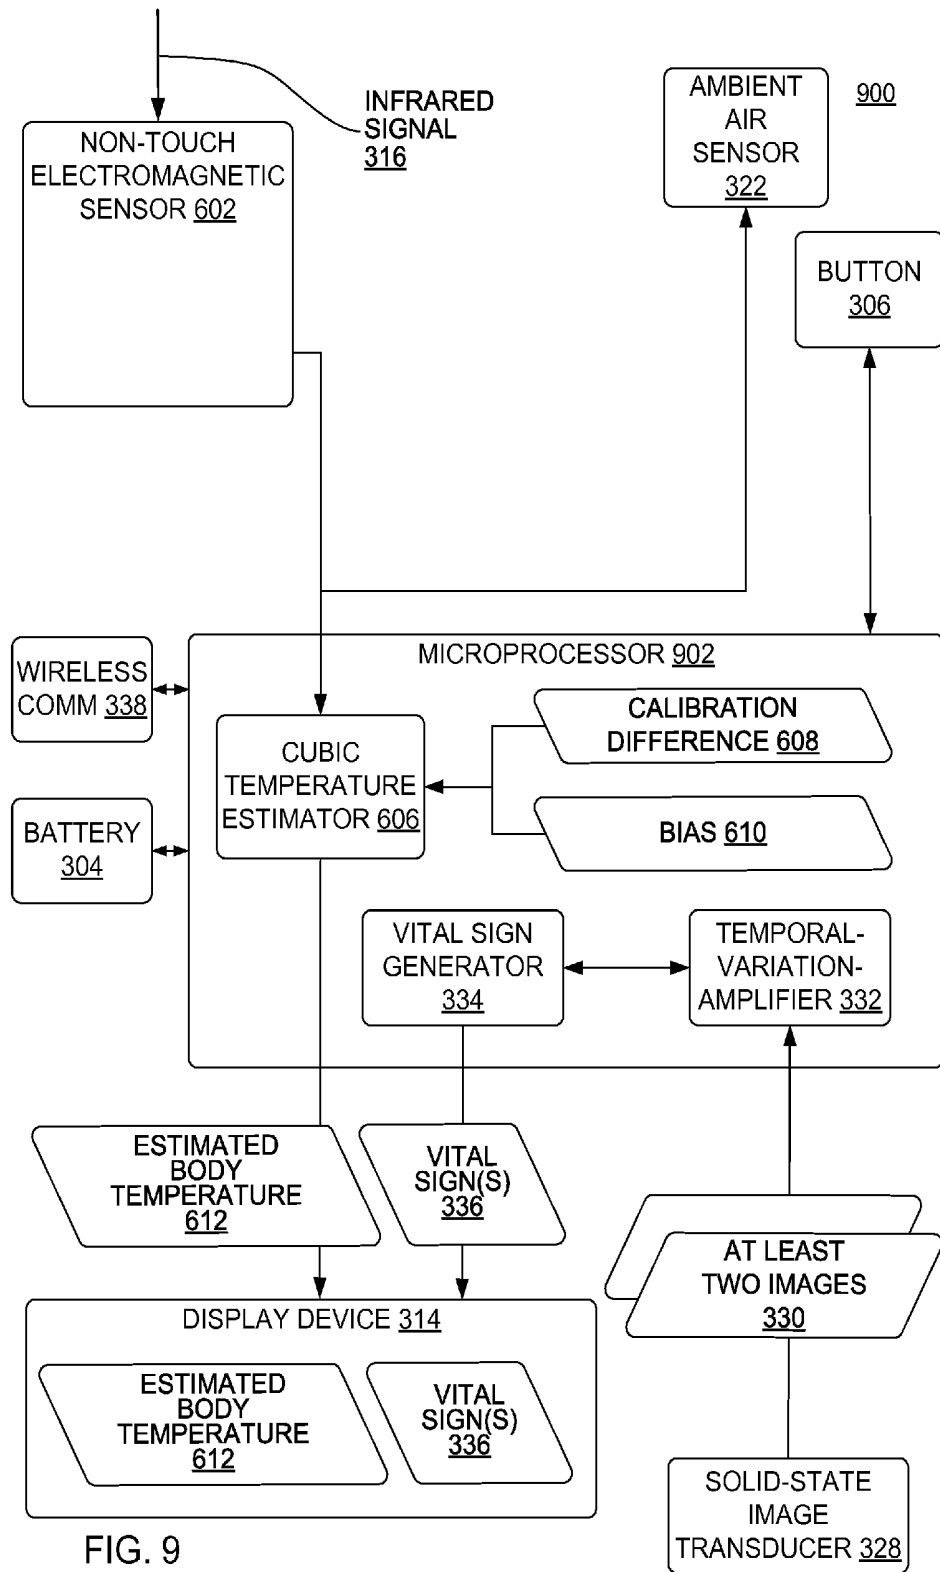 INFRARED
SIGNAL
316
NON-TOUCH
ELECTROMAGNETIC
SENSOR 602
AMBIENT
AIR
SENSOR
322
900
BUTTON
306
MICROPROCESSOR 902
WIRELESS
COMM 338
CALIBRATION
DIFFERENCE 608
CUBIC
TEMPERATURE
ESTIMATOR 606
BIAS 610
BATTERY
304
VITAL SIGN
GENERATOR
334
TEMPORAL-
VARIATION-
AMPLIFIER 332
ESTIMATED
BODY
TEMPERATURE
612
VITAL
SIGN(S)
336
AT LEAST
TWO IMAGES
330
DISPLAY DEVICE 314
ESTIMATED
BODY
TEMPERATURE
612
VITAL
SIGN(S)
336
SOLID-STATE
IMAGE
TRANSDUCER 328
FIG. 9